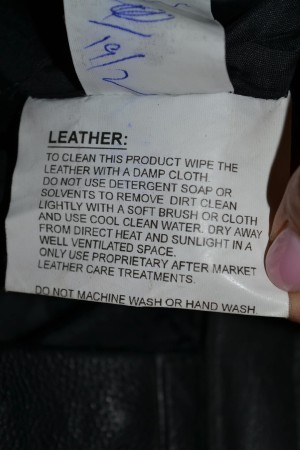 LEATHER:
TO CLEAN THIS PRODUCT WIPE THE
LEATHER WITH A DAMP CLOTH.
DO NOT USE DETERGENT SOAP OR
SOLVENTS TO REMOVE DIRT CLEAN
LIGHTLY WITH A SOFT BRUSH OR CLOTH
AND USE COOL CLEAN WATER. DRY AWAY
FROM DIRECT HEAT AND SUNLIGHT IN A
WELL VENTILATED SPACE.
ONLY USE PROPRIETARY AFTER MARKET
LEATHER CARE TREATMENTS.
DO NOT MACHINE WASH OR HAND WASH